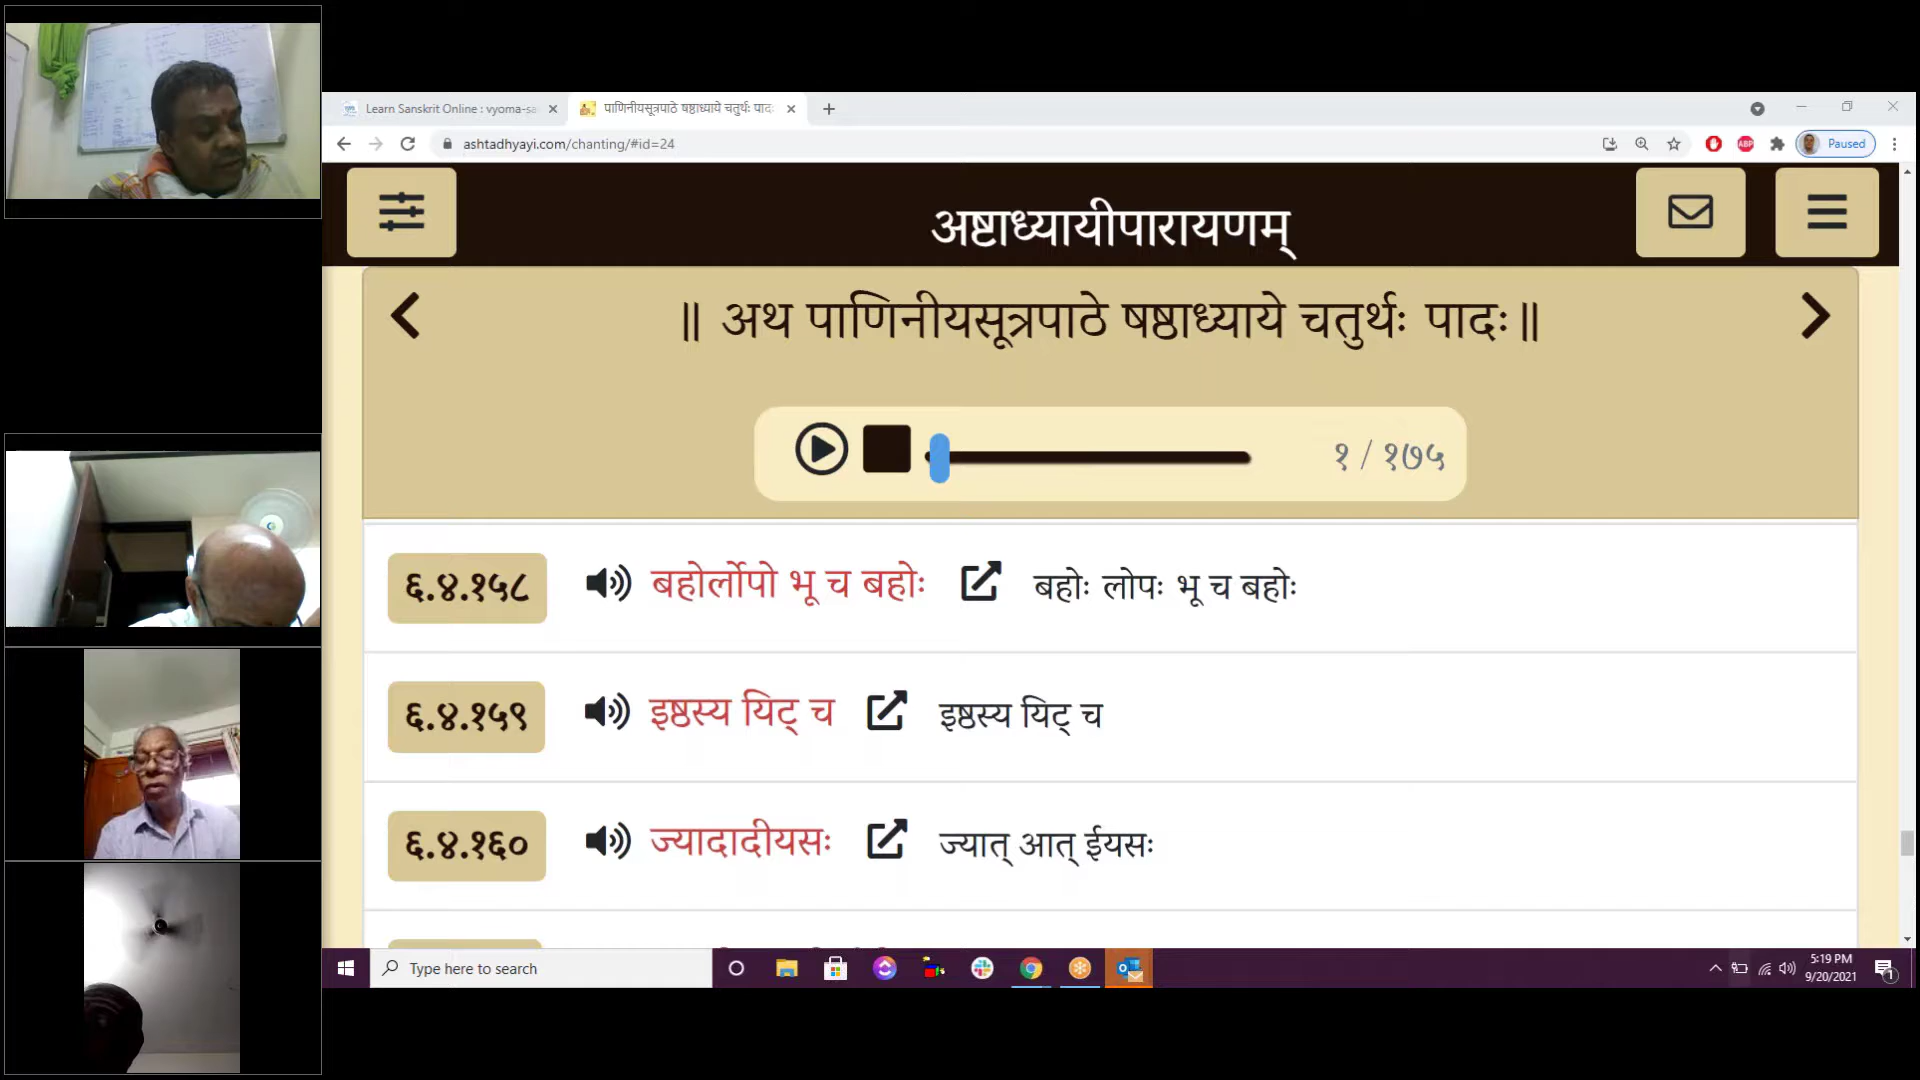 Learn Sanskrit Online : vyoma-sa
पाणिनीयसूत्रपाठे षष्ठाध्याये चतुर्थः पादः
ashtadhyayi.com/chanting/#id=24
ABP
Paused
अष्टाध्यायीपारायणम्
॥ अथ पाणिनीयसूत्रपाठे षष्ठाध्याये चतुर्थः पादः॥
१ / १७५
६.४.१५८ बहोर्लोपो भू च बहोः बहोः लोपः भू च बहोः
६.४.१५९ इष्ठस्य यिट् च इष्ठस्य यिट् च
६.४.१६० ज्यादादीयसः ज्यात् आत् ईयसः
Type here to search
5:19 PM
9/20/2021
1